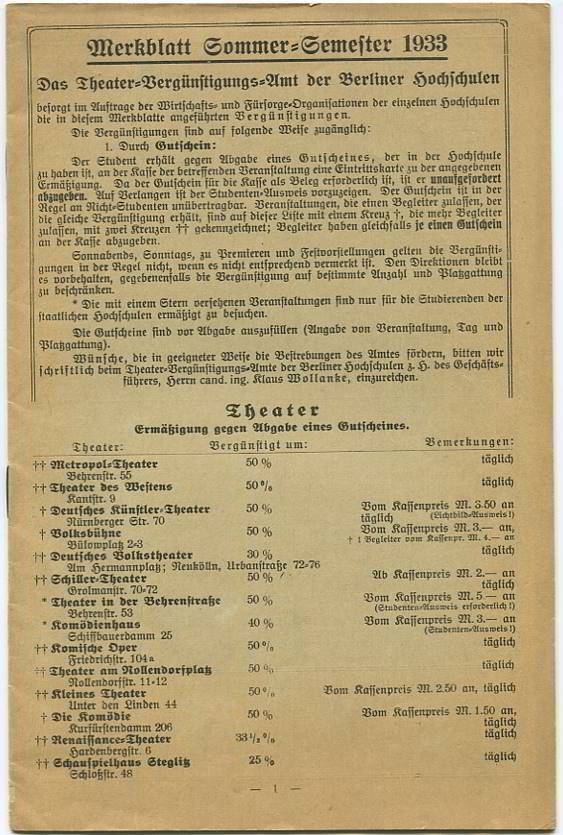 Merkblatt Sommer=Semester 1933
Das Theater=Vergünstigungs=Amt der Berliner Hochschulen
besorgt im Auftrage der Wirtschafts= und Fürsorge=Organisationen der einzelnen Hochschulen
die in diesem Merkblatte angeführten Vergünstigungen.
Die Vergünstigungen sind auf folgende Weise zugänglich:
1. Durch Gutschein:
Der Student erhält gegen Abgabe eines Gutscheines, der in der Hochschule
zu haben ist, an der Kasse der betreffenden Veranstaltung eine Eintrittskarte zu der angegebenen
Ermäßigung. Da der Gutschein für die Kasse als Beleg erforderlich ist, ist er unaufgefordert
abzugeben. Auf Verlangen ist der Studenten=Ausweis vorzuzeigen. Der Gutschein ist in der
Regel an Nicht=Studenten unübertragbar. Veranstaltungen, die einen Begleiter zulassen, der
die gleiche Vergünstigung erhält, sind auf dieser Liste mit einem Kreuz †, die mehr Begleiter
zulassen, mit zwei Kreuzen †† gekennzeichnet; Begleiter haben gleichfalls je einen Gutschein
an der Kasse abzugeben.
Sonnabends, Sonntags, zu Premieren und Festvorstellungen gelten die Vergünsti=
gungen in der Regel nicht, wenn es nicht entsprechend vermerkt ist. Den Direktionen bleibt
es vorbehalten, gegebenenfalls die Vergünstigung auf bestimmte Anzahl und Platzgattung
zu beschränken.
* Die mit einem Stern versehenen Veranstaltungen sind nur für die Studierenden der
staatlichen Hochschulen ermäßigt zu besuchen.
Die Gutscheine sind vor Abgabe auszufüllen (Angabe von Veranstaltung, Tag und
Platzgattung).
Wünsche, die in geeigneter Weise die Bestrebungen des Amtes fördern, bitten wir
schriftlich beim Theater=Vergünstigungs=Amte der Berliner Hochschulen z. H. des Geschäfts=
führers, Herrn cand. ing. Klaus Wollanke, einzureichen.
Theater
Ermäßigung gegen Abgabe eines Gutscheines.
Theater: Vergünstigt um: Bemerkungen:
†† Metropol=Theater 50 % täglich
Behrenstr. 55
†† Theater des Westens 50 % täglich
Kantstr. 9
† Deutsches Künstler=Theater 50 % Vom Kassenpreis M. 3.50 an
Nürnberger Str. 70 täglich (Lichtbild=Ausweis!)
† Volksbühne 50 % Vom Kassenpreis M. 3.— an,
Bülowplatz 2=3 † 1 Begleiter vom Kassenpr. M. 4.— an
†† Deutsches Volkstheater 30 % täglich
Am Hermannplatz; Neukölln, Urbanstraße 72=76
†† Schiller=Theater 50 % Ab Kassenpreis M. 2.— an
Grolmanstr. 70=72 täglich
* Theater in der Behrenstraße 50 % Vom Kassenpreis M. 5 — an
Behrenstr. 53 (Studenten=Ausweis erforderlich!)
* Komödienhaus 40 % Vom Kassenpreis M. 3.— an
Schiffbauerdamm 25 (Studenten=Ausweis!)
†† Komische Oper 50 % täglich
Friedrichstr. 104a
†† Theater am Nollendorfplatz 50 % täglich
Nollendorfstr. 11=12
†† Kleines Theater 50 % Vom Kassenpreis M. 2.50 an, täglich
Unter den Linden 44
† Die Komödie 50 % Vom Kassenpreis M. 1.50 an,
Kurfürstendamm 206 täglich
†† Renaissance=Theater 33 1/2 % täglich
Hardenbergstr. 6
†† Schauspielhaus Steglitz 25 % täglich
Schloßstr. 48
— 1 —